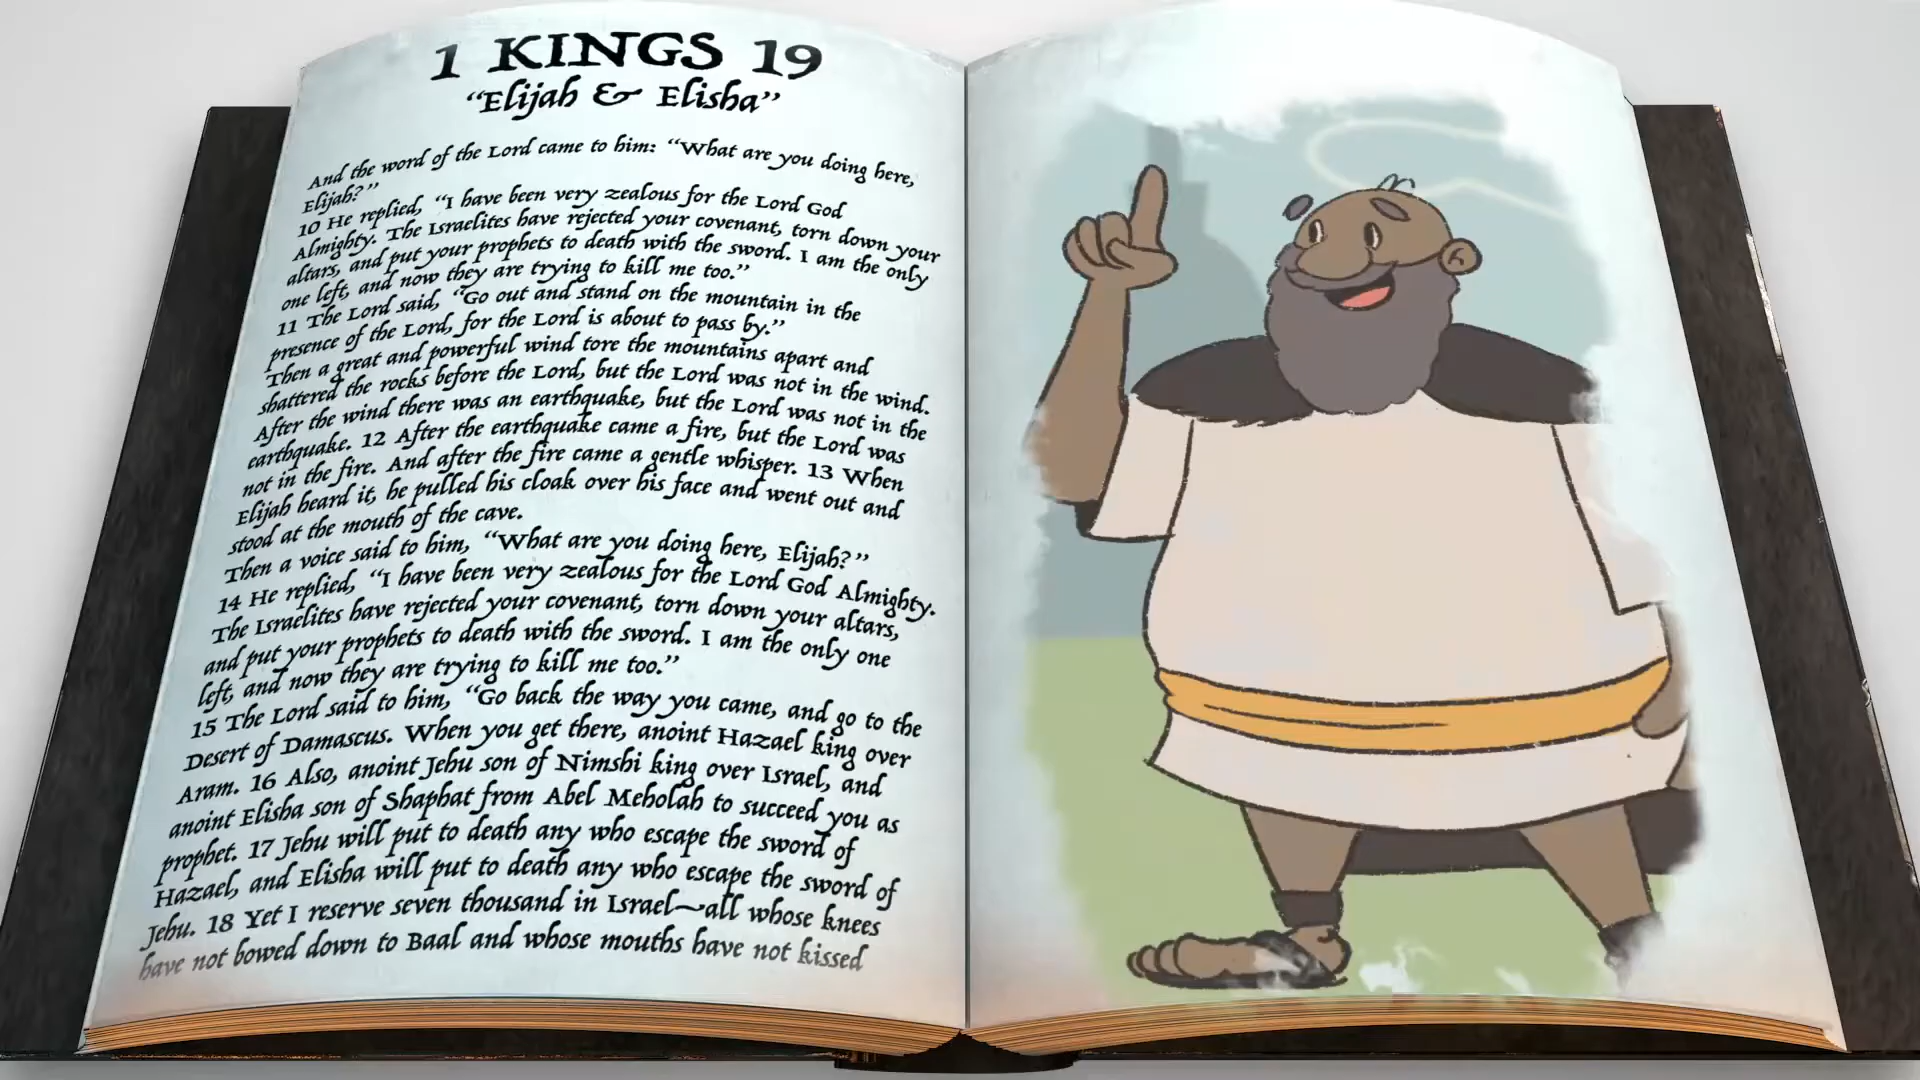 1 KINGS 19
“Elijah & Elisha”
And the word of the Lord came to him: “What are you doing here,
Elijah?”
10 He replied, “I have been very zealous for the Lord God
Almighty. The Israelites have rejected your covenant, torn down your
altars, and put your prophets to death with the sword. I am the only
one left, and now they are trying to kill me too.”
11 The Lord said, “Go out and stand on the mountain in the
presence of the Lord, for the Lord is about to pass by.”
Then a great and powerful wind tore the mountains apart and
shattered the rocks before the Lord, but the Lord was not in the wind.
After the wind there was an earthquake, but the Lord was not in the
earthquake. 12 After the earthquake came a fire, but the Lord was
not in the fire. And after the fire came a gentle whisper. 13 When
Elijah heard it, he pulled his cloak over his face and went out and
stood at the mouth of the cave.
Then a voice said to him, “What are you doing here, Elijah?”
14 He replied, “I have been very zealous for the Lord God Almighty.
The Israelites have rejected your covenant, torn down your altars,
and put your prophets to death with the sword. I am the only one
left, and now they are trying to kill me too.”
15 The Lord said to him, “Go back the way you came, and go to the
Desert of Damascus. When you get there, anoint Hazael king over
Aram. 16 Also, anoint Jehu son of Nimshi king over Israel, and
anoint Elisha son of Shaphat from Abel Meholah to succeed you as
prophet. 17 Jehu will put to death any who escape the sword of
Hazael, and Elisha will put to death any who escape the sword of
Jehu. 18 Yet I reserve seven thousand in Israel—all whose knees
have not bowed down to Baal and whose mouths have not kissed